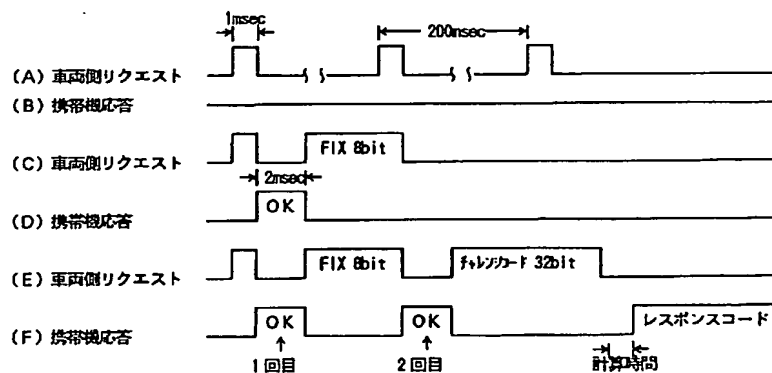 1msec
200msec
(A) 車両側リクエスト
(B) 携帯機応答
(C) 車両側リクエスト
FIX 8bit
2msec
(D) 携帯機応答
OK
(E) 車両側リクエスト
FIX 8bit
チャレンジコード 32bit
(F) 携帯機応答
OK
OK
レスポンスコード
1回目
2回目
計算時間